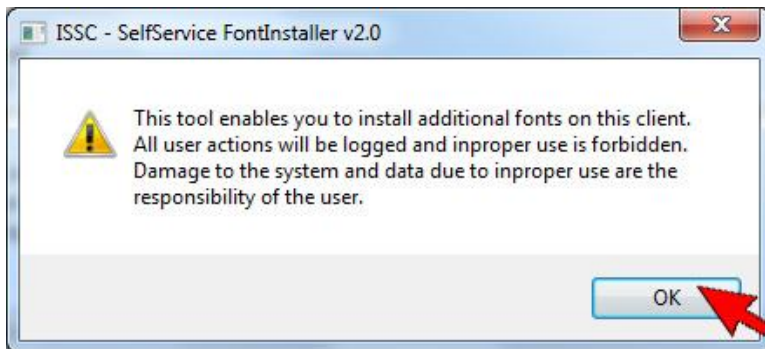 ISSC - SelfService FontInstaller v2.0
This tool enables you to install additional fonts on this client.
All user actions will be logged and inproper use is forbidden.
Damage to the system and data due to inproper use are the
responsibility of the user.
OK